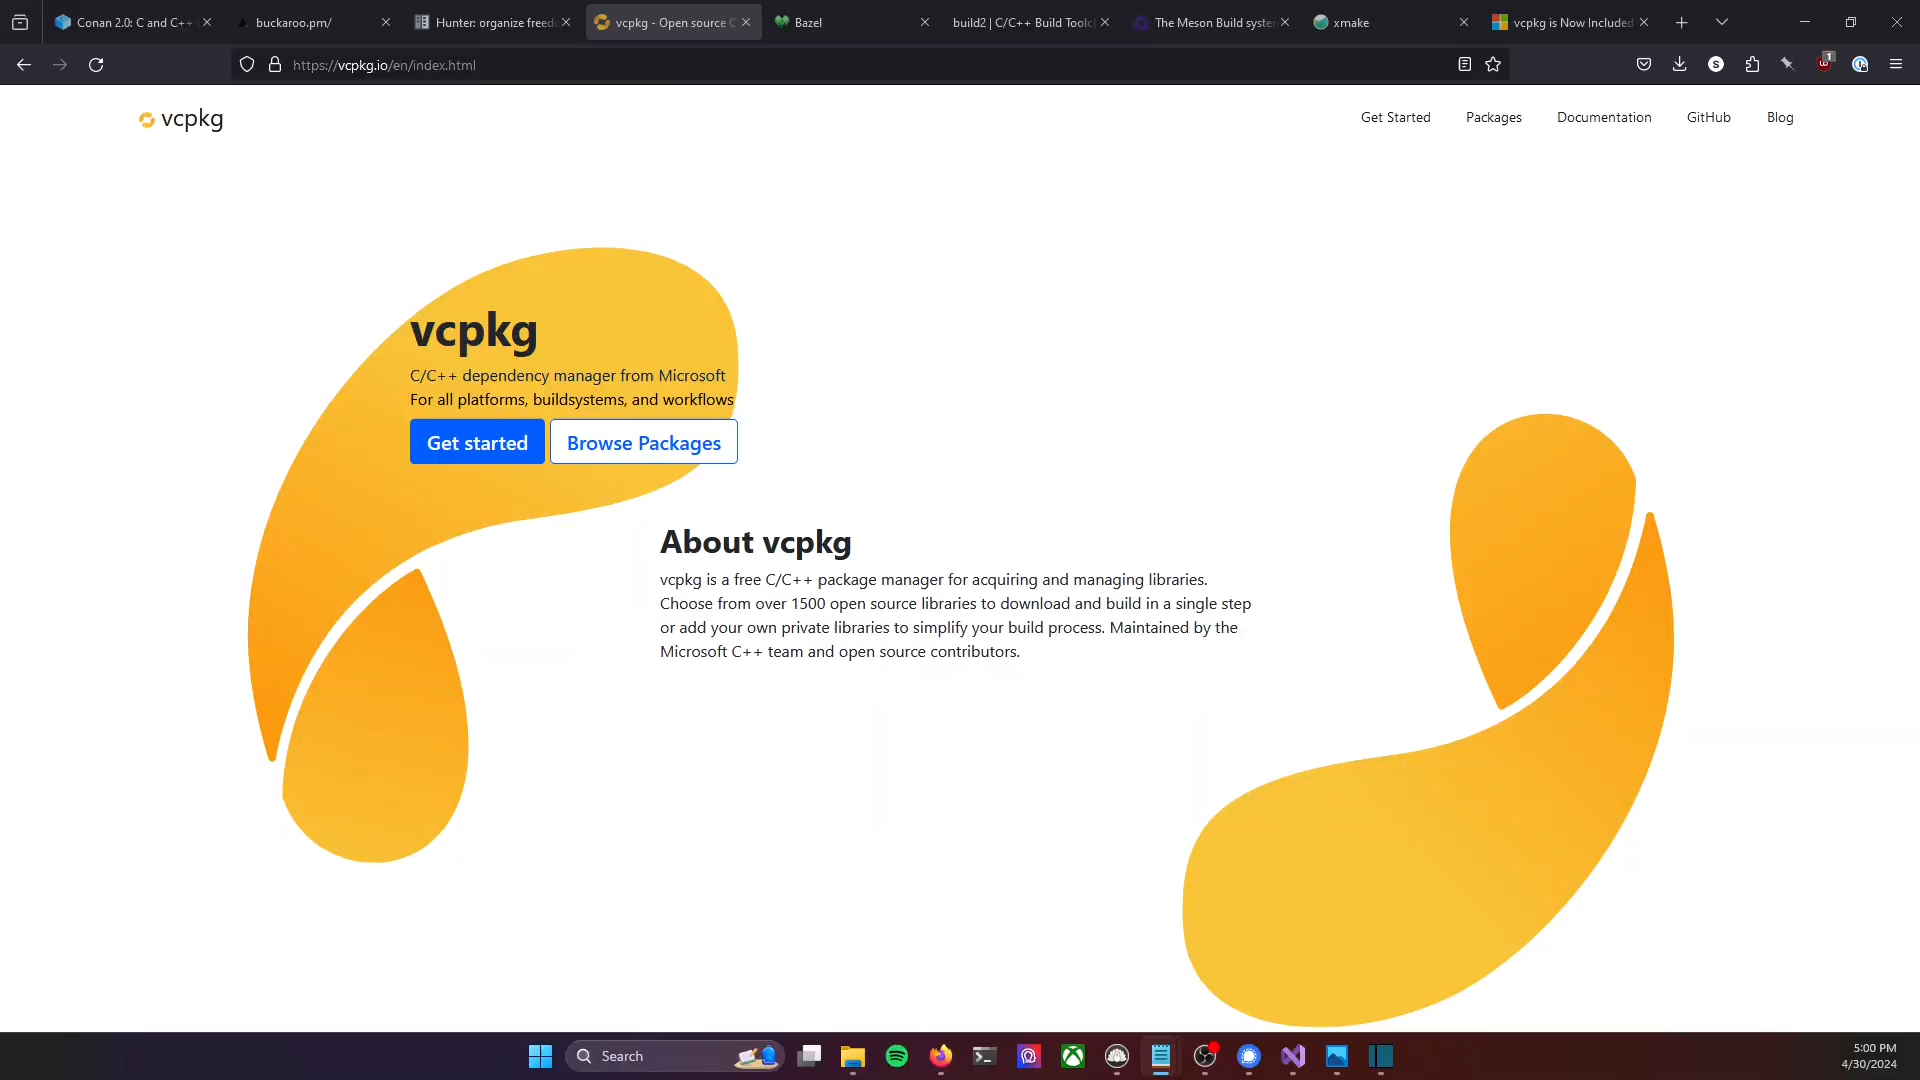 Conan 2.0: C and C++
buckaroo.pm/
Hunter: organize freed
vcpkg - Open source C
Bazel
build2 | C/C++ Build Toolc
The Meson Build syste
xmake
vcpkg is Now Included
https://vcpkg.io/en/index.html
S
1
vcpkg
Get Started
Packages
Documentation
GitHub
Blog
vcpkg
C/C++ dependency manager from Microsoft
For all platforms, buildsystems, and workflows
Get started
Browse Packages
About vcpkg
vcpkg is a free C/C++ package manager for acquiring and managing libraries.
Choose from over 1500 open source libraries to download and build in a single step
or add your own private libraries to simplify your build process. Maintained by the
Microsoft C++ team and open source contributors.
Search
5:00 PM
4/30/2024